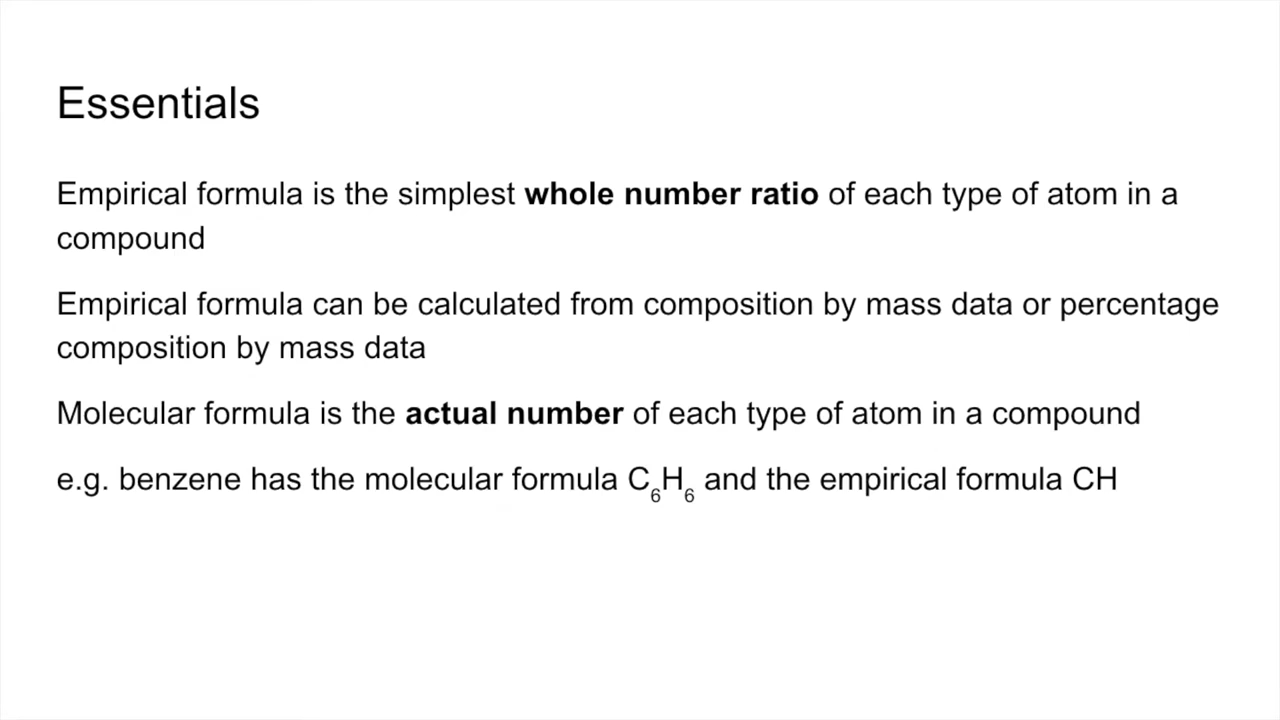 Essentials
Empirical formula is the simplest whole number ratio of each type of atom in a
compound
Empirical formula can be calculated from composition by mass data or percentage
composition by mass data
Molecular formula is the actual number of each type of atom in a compound
e.g. benzene has the molecular formula C₆H₆ and the empirical formula CH